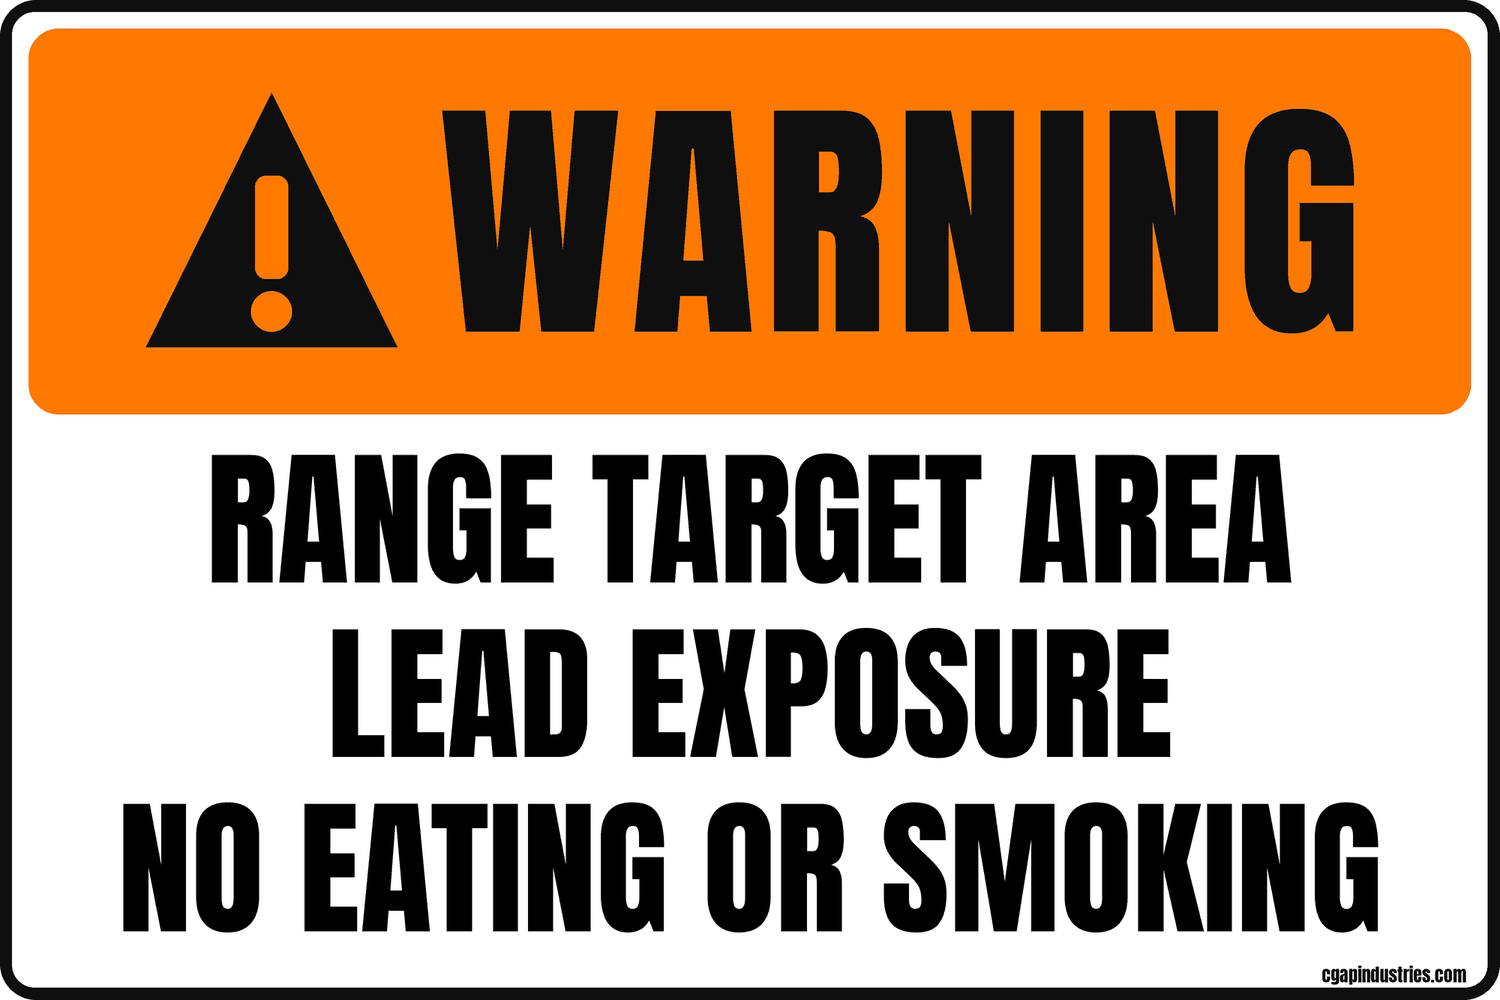 WARNING
RANGE TARGET AREA
LEAD EXPOSURE
NO EATING OR SMOKING
cgapindustries.com